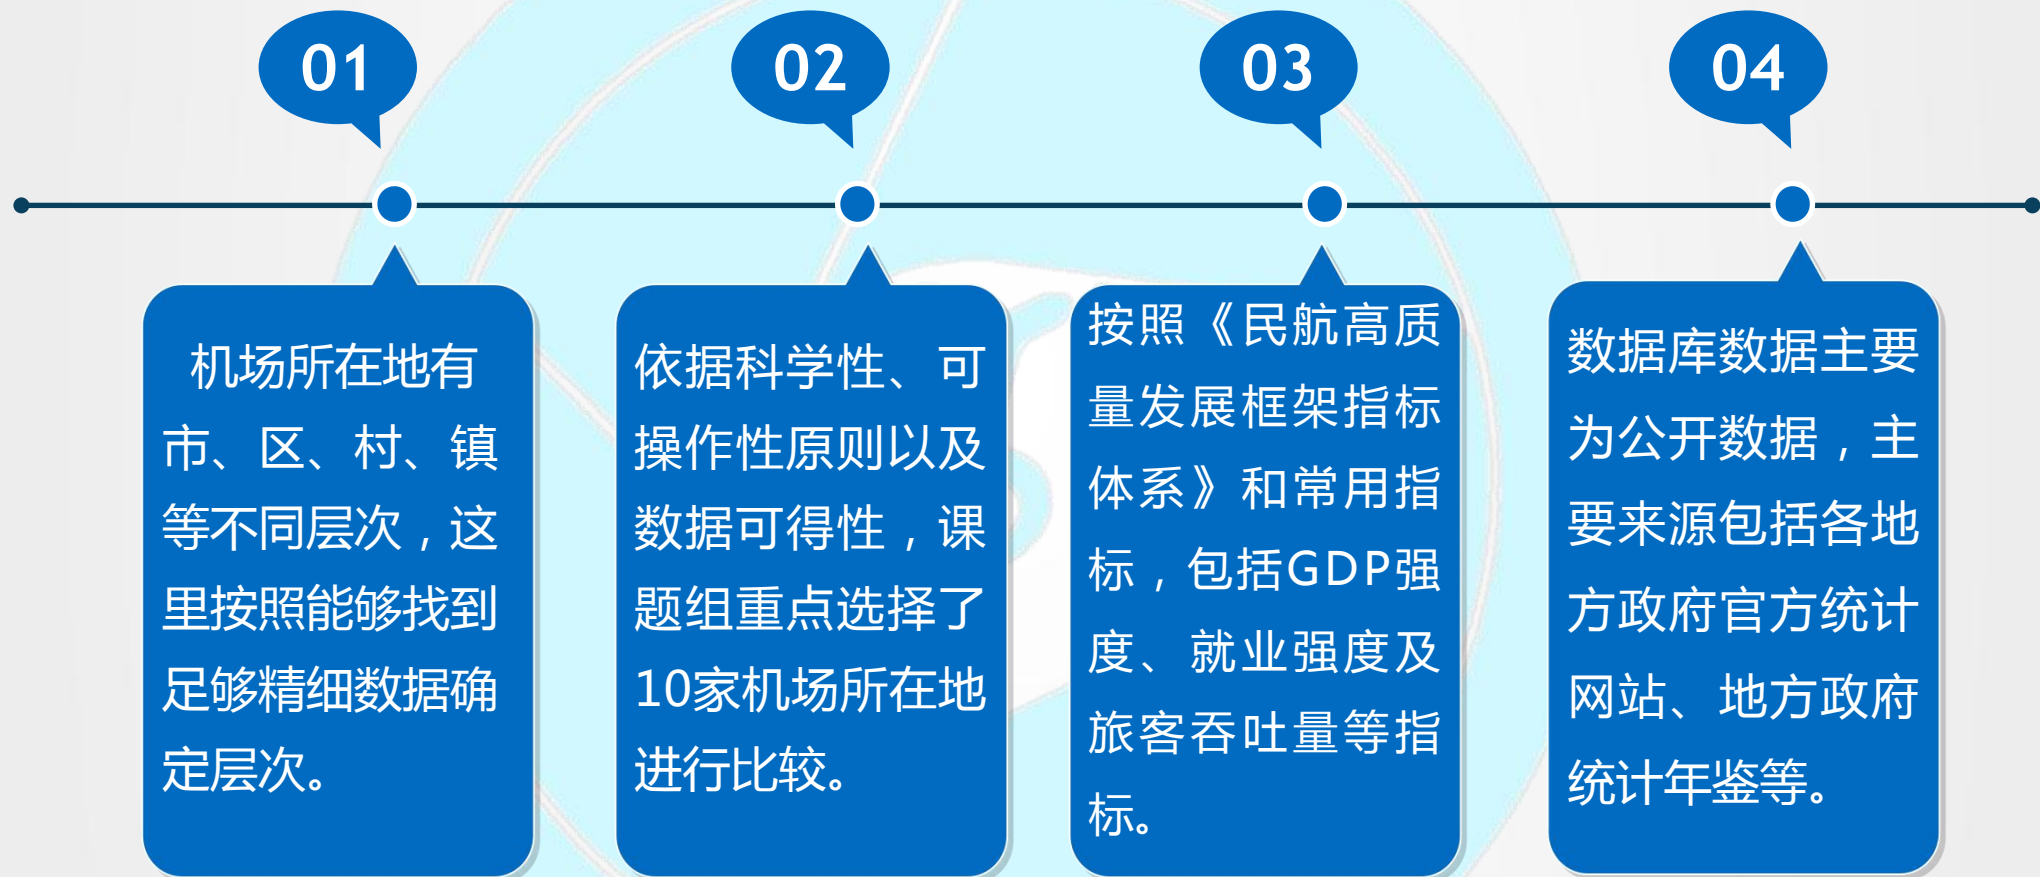 01
02
03
04
机场所在地有
市、区、村、镇
等不同层次，这
里按照能够找到
足够精细数据确
定层次。
依据科学性、可
操作性原则以及
数据可得性，课
题组重点选择了
10家机场所在地
进行比较。
按照《民航高质
量发展框架指标
体系》和常用指
标，包括GDP强
度、就业强度及
旅客吞吐量等指
标。
数据库数据主要
为公开数据，主
要来源包括各地
方政府官方统计
网站、地方政府
统计年鉴等。